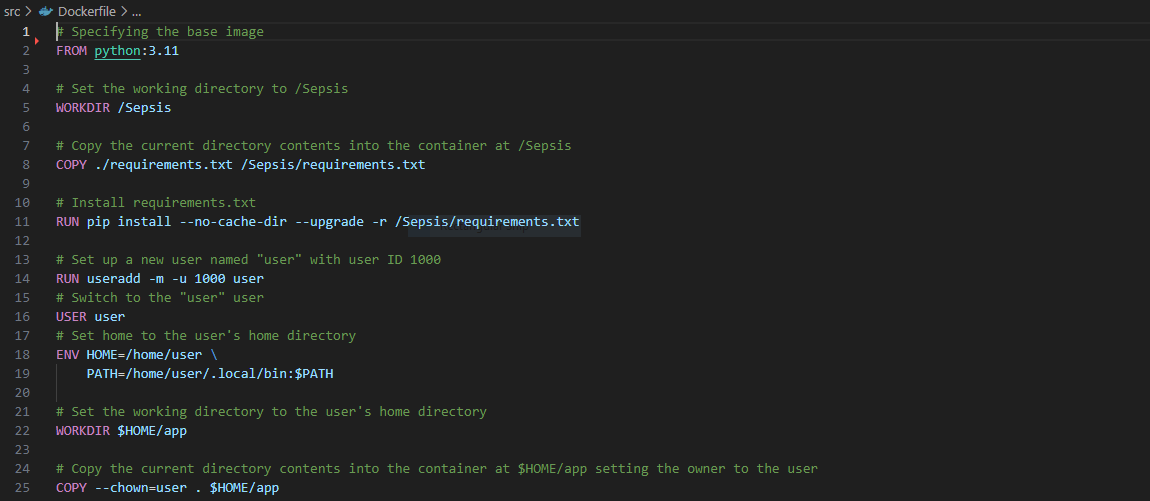 src > Dockerfile > ...
1 # Specifying the base image
2 FROM python:3.11
3
4 # Set the working directory to /Sepsis
5 WORKDIR /Sepsis
6
7 # Copy the current directory contents into the container at /Sepsis
8 COPY ./requirements.txt /Sepsis/requirements.txt
9
10 # Install requirements.txt
11 RUN pip install --no-cache-dir --upgrade -r /Sepsis/requirements.txt
12
13 # Set up a new user named "user" with user ID 1000
14 RUN useradd -m -u 1000 user
15 # Switch to the "user" user
16 USER user
17 # Set home to the user's home directory
18 ENV HOME=/home/user \
19     PATH=/home/user/.local/bin:$PATH
20
21 # Set the working directory to the user's home directory
22 WORKDIR $HOME/app
23
24 # Copy the current directory contents into the container at $HOME/app setting the owner to the user
25 COPY --chown=user . $HOME/app